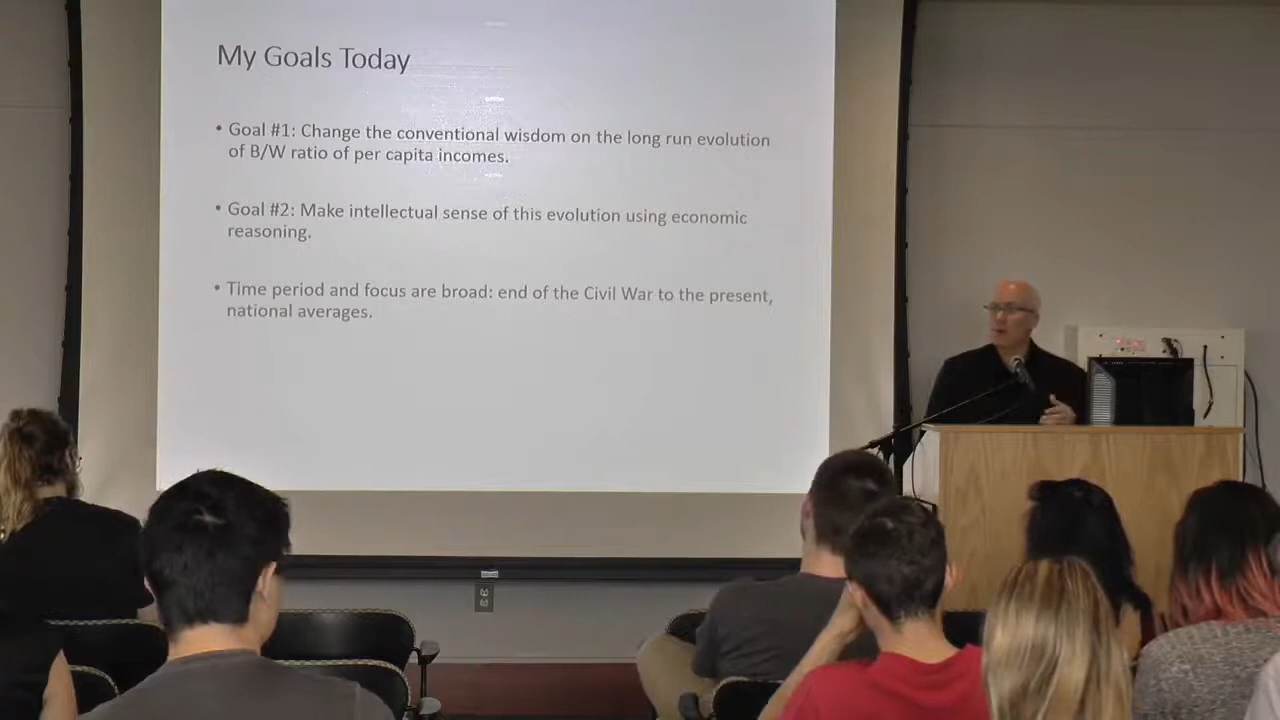 My Goals Today
• Goal #1: Change the conventional wisdom on the long run evolution
of B/W ratio of per capita incomes.
• Goal #2: Make intellectual sense of this evolution using economic
reasoning.
• Time period and focus are broad: end of the Civil War to the present,
national averages.